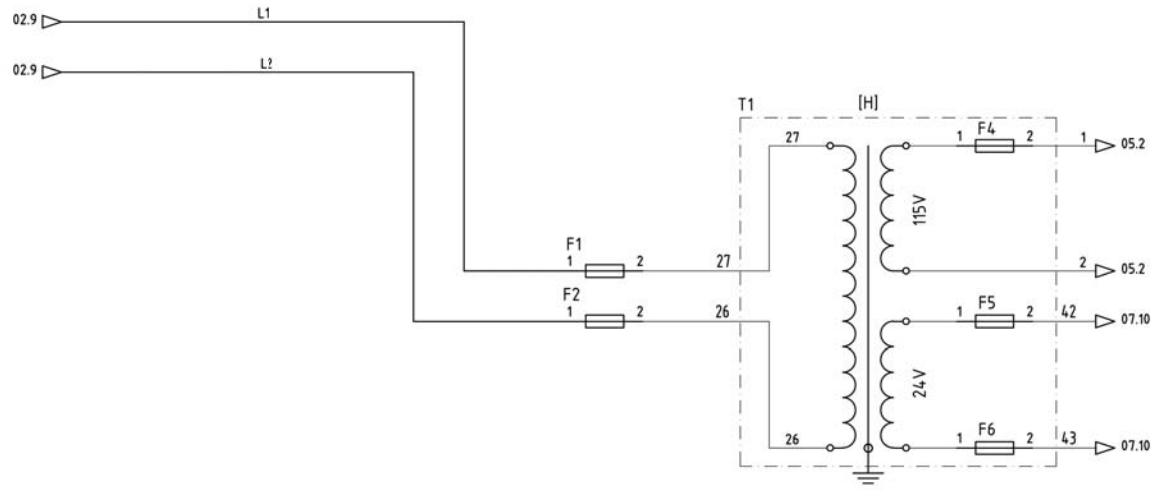 02.9 L1
02.9 L2
T1 [H]
27 1 F4 2 1 05.2
115V
F1
1 2 27 2 05.2
F2
1 2 26 1 F5 2 42 07.10
24V
26 1 F6 2 43 07.10